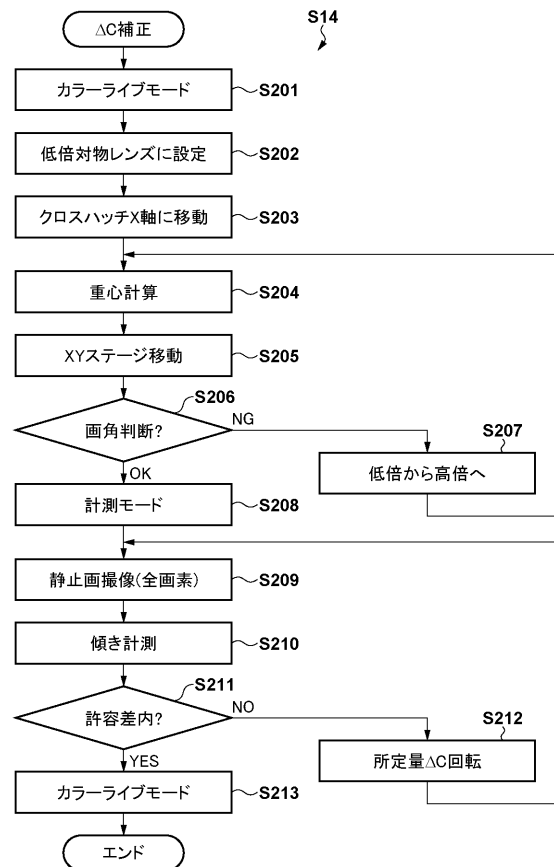 S14
ΔC補正
カラーライブモード S201
低倍対物レンズに設定 S202
クロスハッチX軸に移動 S203
重心計算 S204
XYステージ移動 S205
S206
画角判断? NG
OK
S207
低倍から高倍へ
計測モード S208
静止画撮像(全画素) S209
傾き計測 S210
S211
許容差内? NO
YES
S212
所定量ΔC回転
カラーライブモード S213
エンド